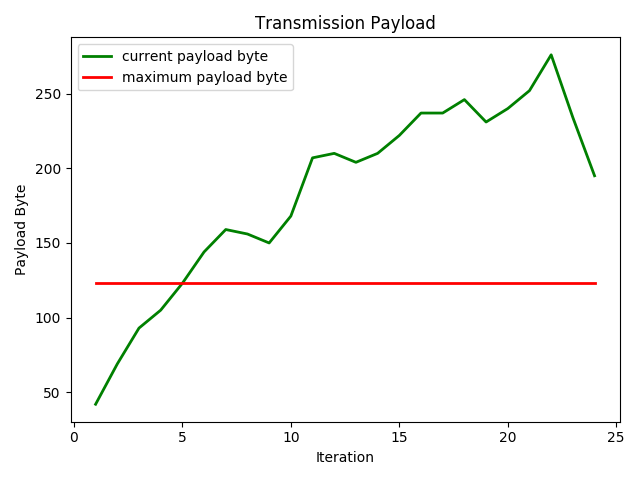 Transmission Payload
current payload byte
maximum payload byte
Payload Byte
250
200
150
100
50
0 5 10 15 20 25
Iteration